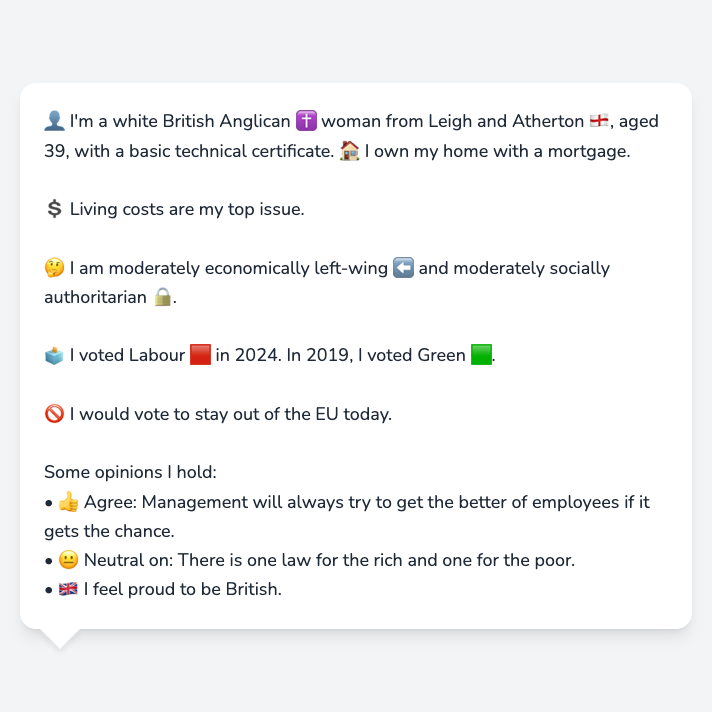 👤 I'm a white British Anglican ✝️ woman from Leigh and Atherton 🏴󠁧󠁢󠁥󠁮󠁧󠁿, aged
39, with a basic technical certificate. 🏠 I own my home with a mortgage.
💲 Living costs are my top issue.
🤔 I am moderately economically left-wing ⬅️ and moderately socially
authoritarian 🔒.
🗳️ I voted Labour 🟥 in 2024. In 2019, I voted Green 🟩.
🚫 I would vote to stay out of the EU today.
Some opinions I hold:
• 👍 Agree: Management will always try to get the better of employees if it
gets the chance.
• 😐 Neutral on: There is one law for the rich and one for the poor.
• 🇬🇧 I feel proud to be British.